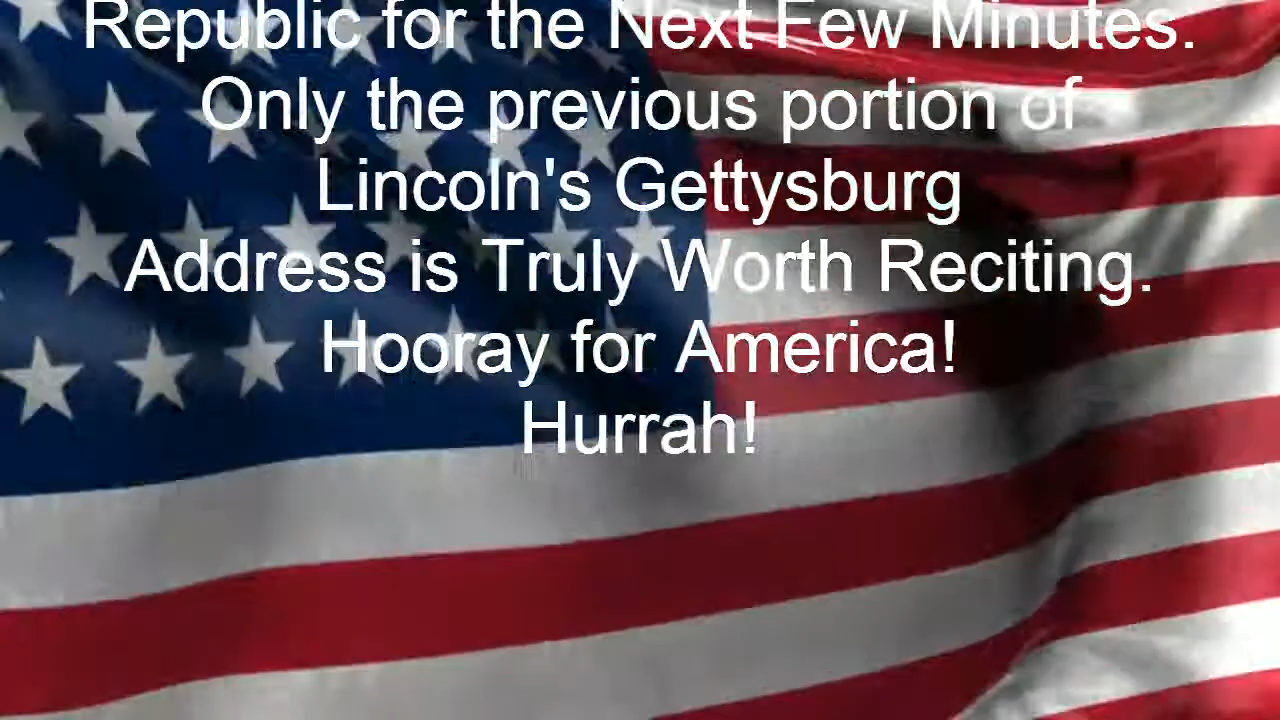 Republic for the Next Few Minutes.
Only the previous portion of
Lincoln's Gettysburg
Address is Truly Worth Reciting.
Hooray for America!
Hurrah!